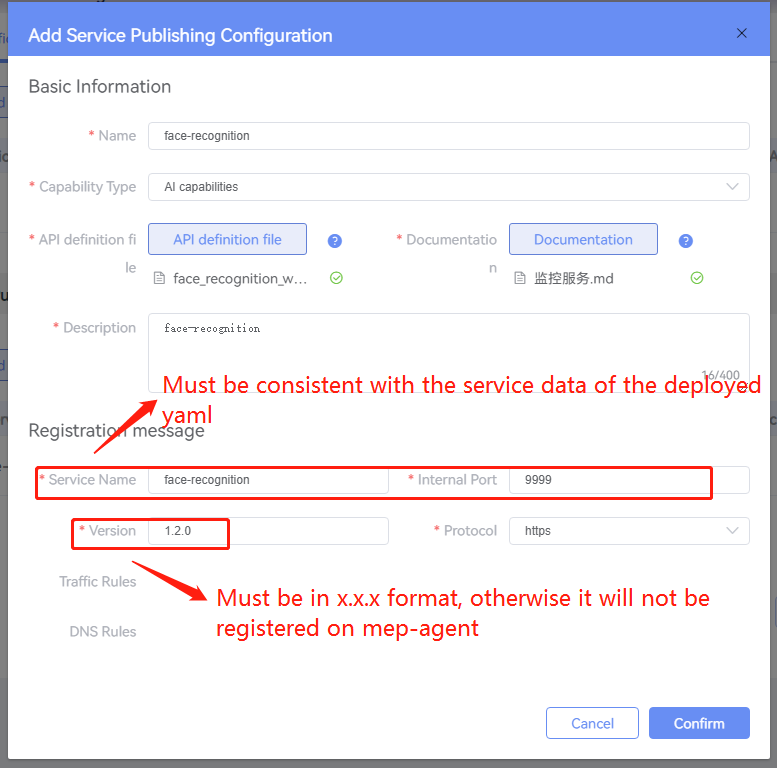 Add Service Publishing Configuration
Basic Information
* Name face-recognition
* Capability Type AI capabilities
* API definition fi API definition file ? * Documentatio Documentation ?
le face_recognition_w... n 监控服务.md
* Description face-recognition
16/400
Must be consistent with the service data of the deployed
yaml
Registration message
* Service Name face-recognition * Internal Port 9999
* Version 1.2.0 * Protocol https
Traffic Rules
Must be in x.x.x format, otherwise it will not be
registered on mep-agent
DNS Rules
Cancel Confirm